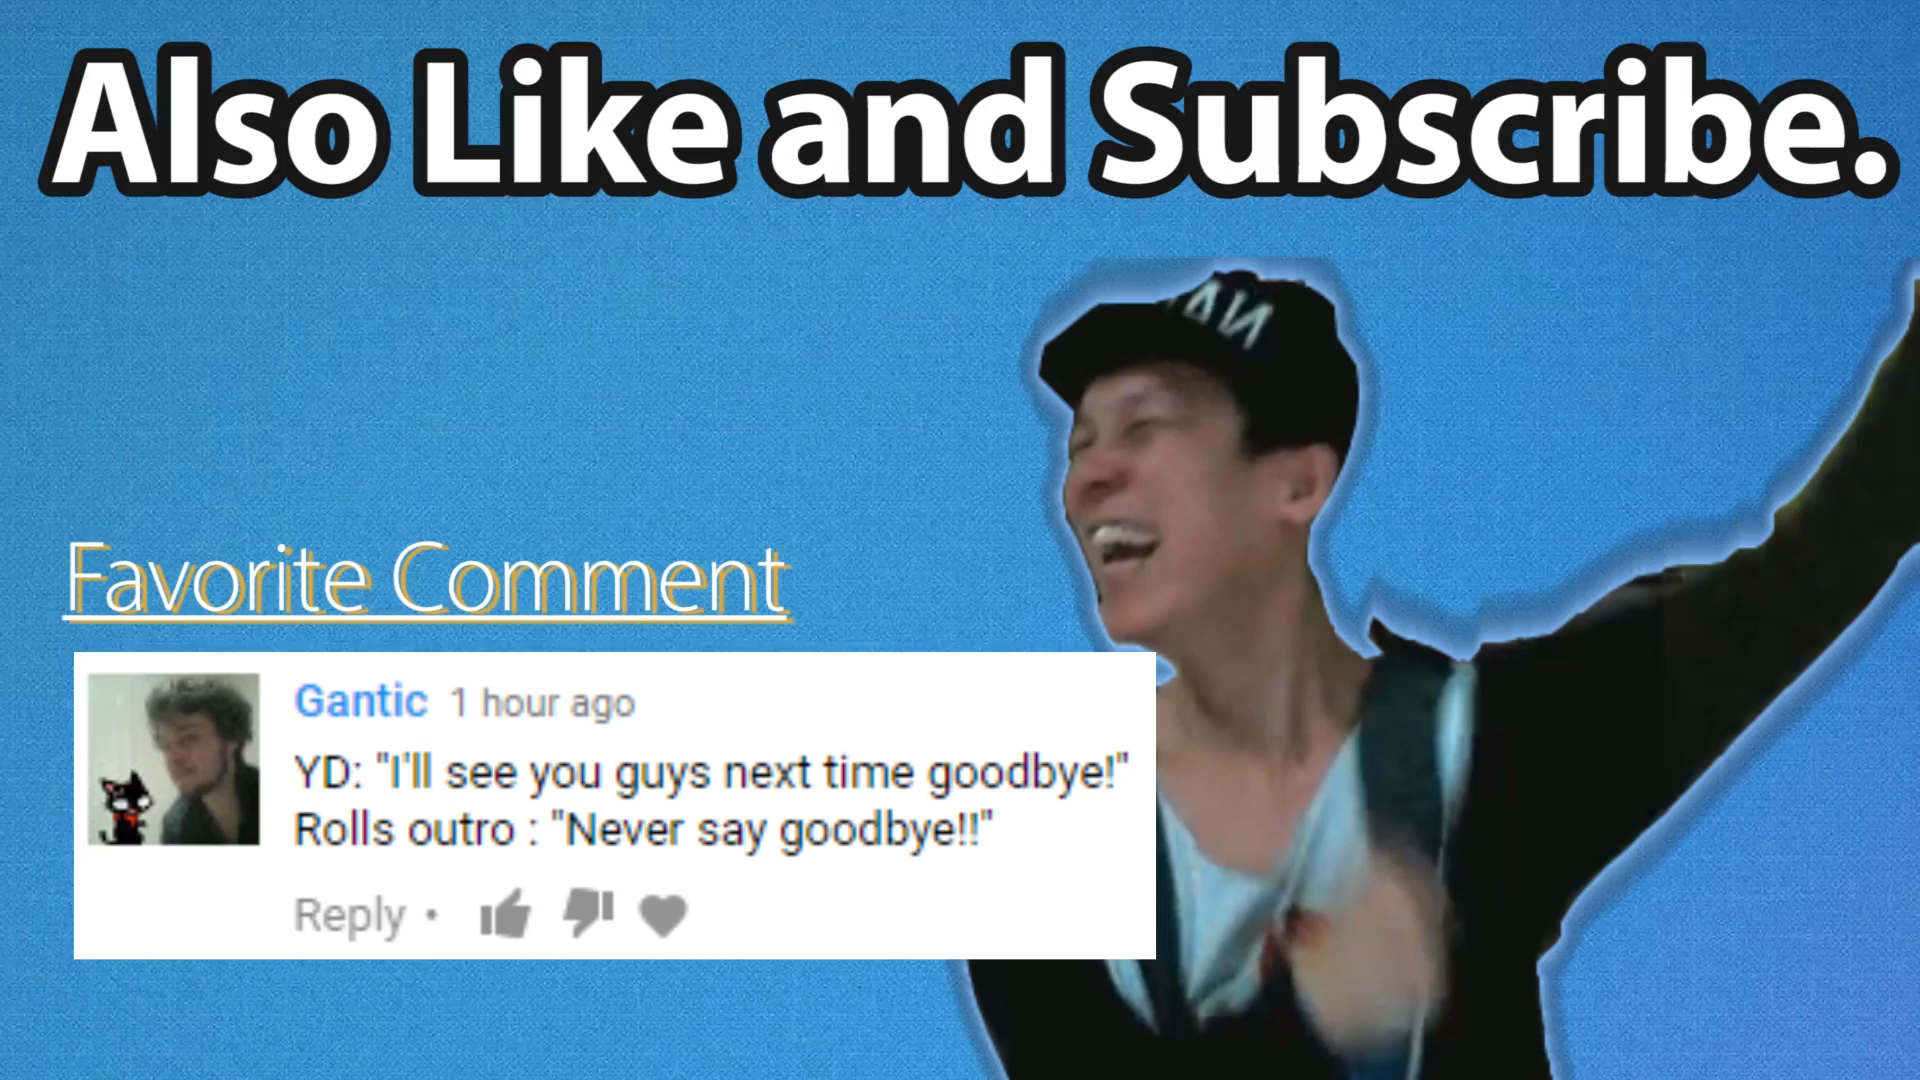 Also Like and Subscribe.
Favorite Comment
Gantic 1 hour ago
YD: "I'll see you guys next time goodbye!"
Rolls outro : "Never say goodbye!!"
Reply •